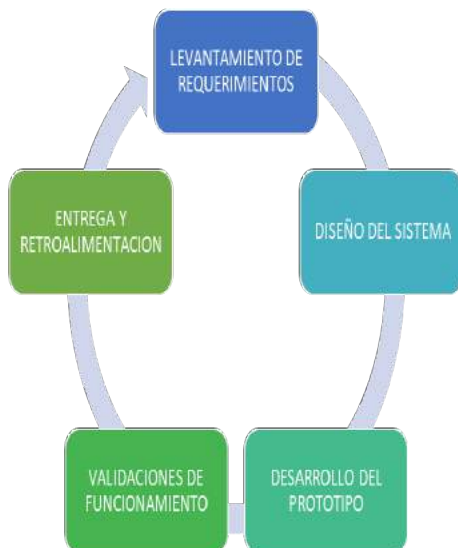 LEVANTAMIENTO DE
REQUERIMIENTOS
DISEÑO DEL SISTEMA
DESARROLLO DEL
PROTOTIPO
VALIDACIONES DE
FUNCIONAMIENTO
ENTREGA Y
RETROALIMENTACION